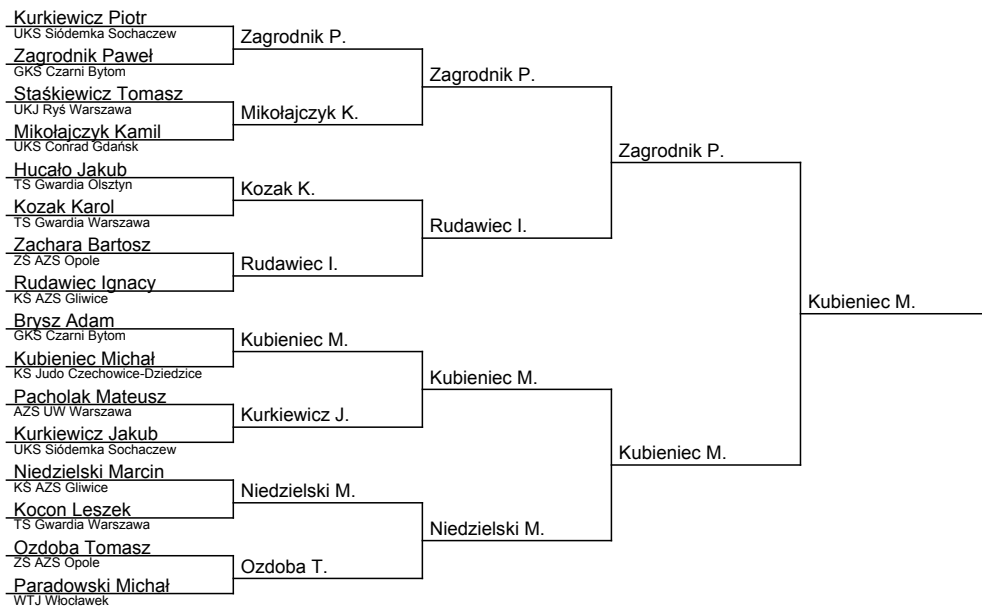 Kurkiewicz Piotr
UKS Siódemka Sochaczew
Zagrodnik Paweł
GKS Czarni Bytom
Staśkiewicz Tomasz
UKJ Ryś Warszawa
Mikołajczyk Kamil
UKS Conrad Gdańsk
Hucało Jakub
TS Gwardia Olsztyn
Kozak Karol
TS Gwardia Warszawa
Zachara Bartosz
ZŚ AZS Opole
Rudawiec Ignacy
KŚ AZS Gliwice
Brysz Adam
GKS Czarni Bytom
Kubieniec Michał
KS Judo Czechowice-Dziedzice
Pacholak Mateusz
AZS UW Warszawa
Kurkiewicz Jakub
UKS Siódemka Sochaczew
Niedzielski Marcin
KŚ AZS Gliwice
Kocon Leszek
TS Gwardia Warszawa
Ozdoba Tomasz
ZŚ AZS Opole
Paradowski Michał
WTJ Włocławek
Zagrodnik P.
Mikołajczyk K.
Kozak K.
Rudawiec I.
Kubieniec M.
Kurkiewicz J.
Niedzielski M.
Ozdoba T.
Zagrodnik P.
Rudawiec I.
Kubieniec M.
Niedzielski M.
Zagrodnik P.
Kubieniec M.
Kubieniec M.